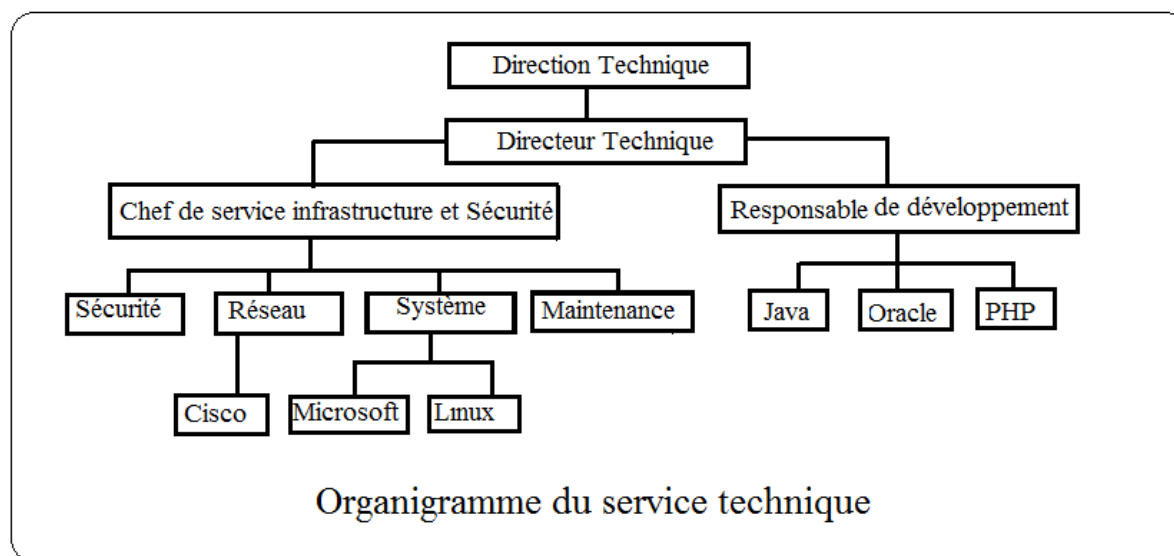 Direction Technique
Directeur Technique
Chef de service infrastructure et Sécurité
Responsable de développement
Sécurité
Réseau
Système
Maintenance
Java
Oracle
PHP
Cisco
Microsoft
Linux
Organigramme du service technique